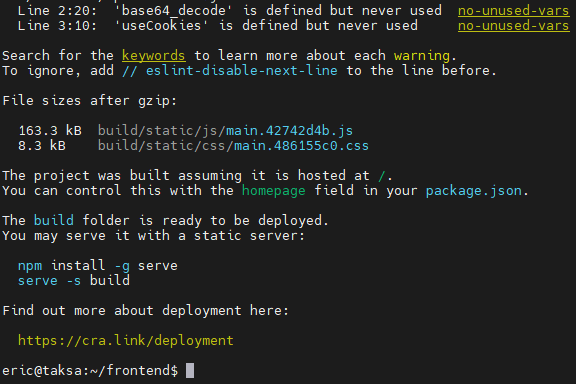 Line 2:20:  'base64_decode' is defined but never used  no-unused-vars
Line 3:10:  'useCookies' is defined but never used     no-unused-vars
Search for the keywords to learn more about each warning.
To ignore, add // eslint-disable-next-line to the line before.
File sizes after gzip:
163.3 kB  build/static/js/main.42742d4b.js
8.3 kB    build/static/css/main.486155c0.css
The project was built assuming it is hosted at /.
You can control this with the homepage field in your package.json.
The build folder is ready to be deployed.
You may serve it with a static server:
npm install -g serve
serve -s build
Find out more about deployment here:
https://cra.link/deployment
eric@taksa:~/frontend$